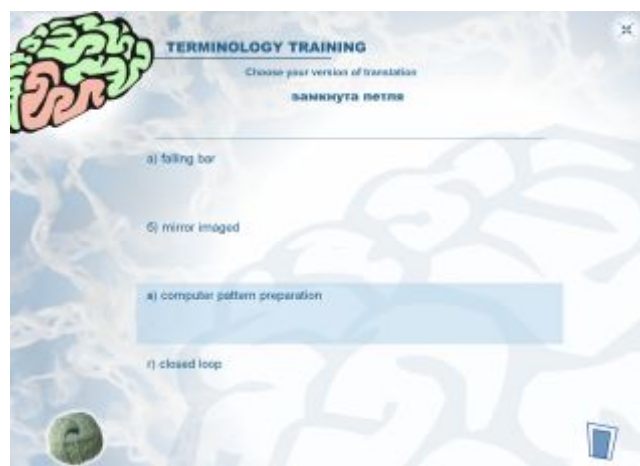 TERMINOLOGY TRAINING
Choose your version of translation
замкнута петля
а) falling bar
б) mirror imaged
в) computer pattern preparation
г) closed loop